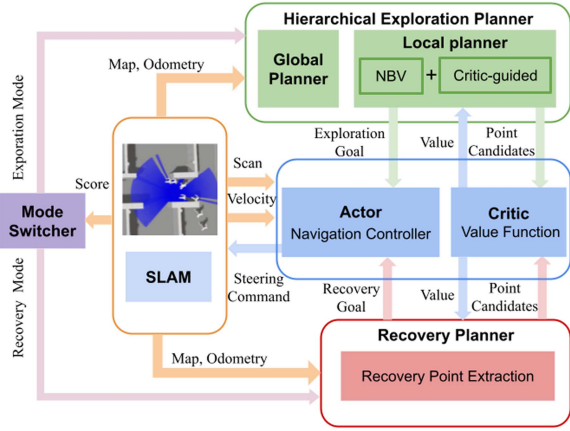 Hierarchical Exploration Planner
Global
Planner
Local planner
NBV
+
Critic-guided
Map, Odometry
Exporation Mode
Exploration
Goal
Value
Point
Candidates
Score
Scan
Velocity
Mode
Switcher
SLAM
Actor
Navigation Controller
Critic
Value Function
Steering
Command
Recovery
Goal
Value
Point
Candidates
Recovery Mode
Map, Odometry
Recovery Planner
Recovery Point Extraction